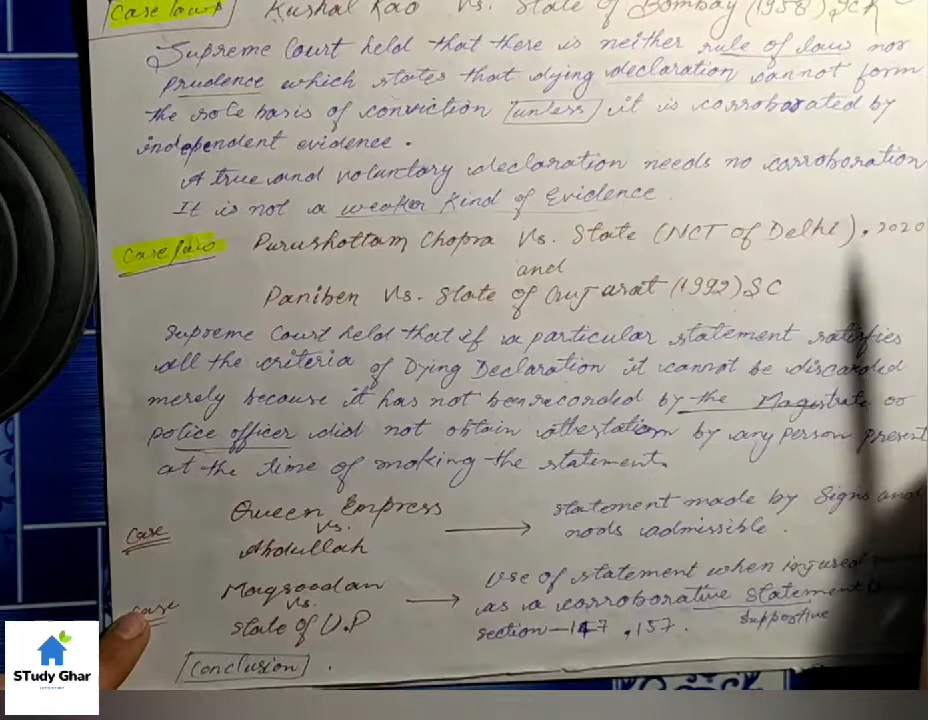 Case laws Kushal Rao Vs. State of Bombay (1958) SCR
Supreme Court held that there is neither rule of law nor
prudence which states that dying declaration cannot form
the sole basis of conviction unless it is corroborated by
independent evidence.
A true and voluntary declaration needs no corroboration
It is not a weaker kind of Evidence
Case law Purushottam Chopra Vs. State (NCT of Delhi), 2020
and
Paniben Vs. State of Gujarat (1992) SC
Supreme Court held that if a particular statement satisfies
all the criteria of Dying Declaration it cannot be discarded
merely because it has not been recorded by the Magistrate or
police officer did not obtain attestation by any person present
at the time of making the statement.
Case Queen Empress Vs. Abdullah → statement made by Signs and
nods admissible.
Case Maqsoodan Vs. State of U.P → Use of statement when injured
as a corroborative statement
section-147, 157. Supportive
Conclusion.
STudy Ghar